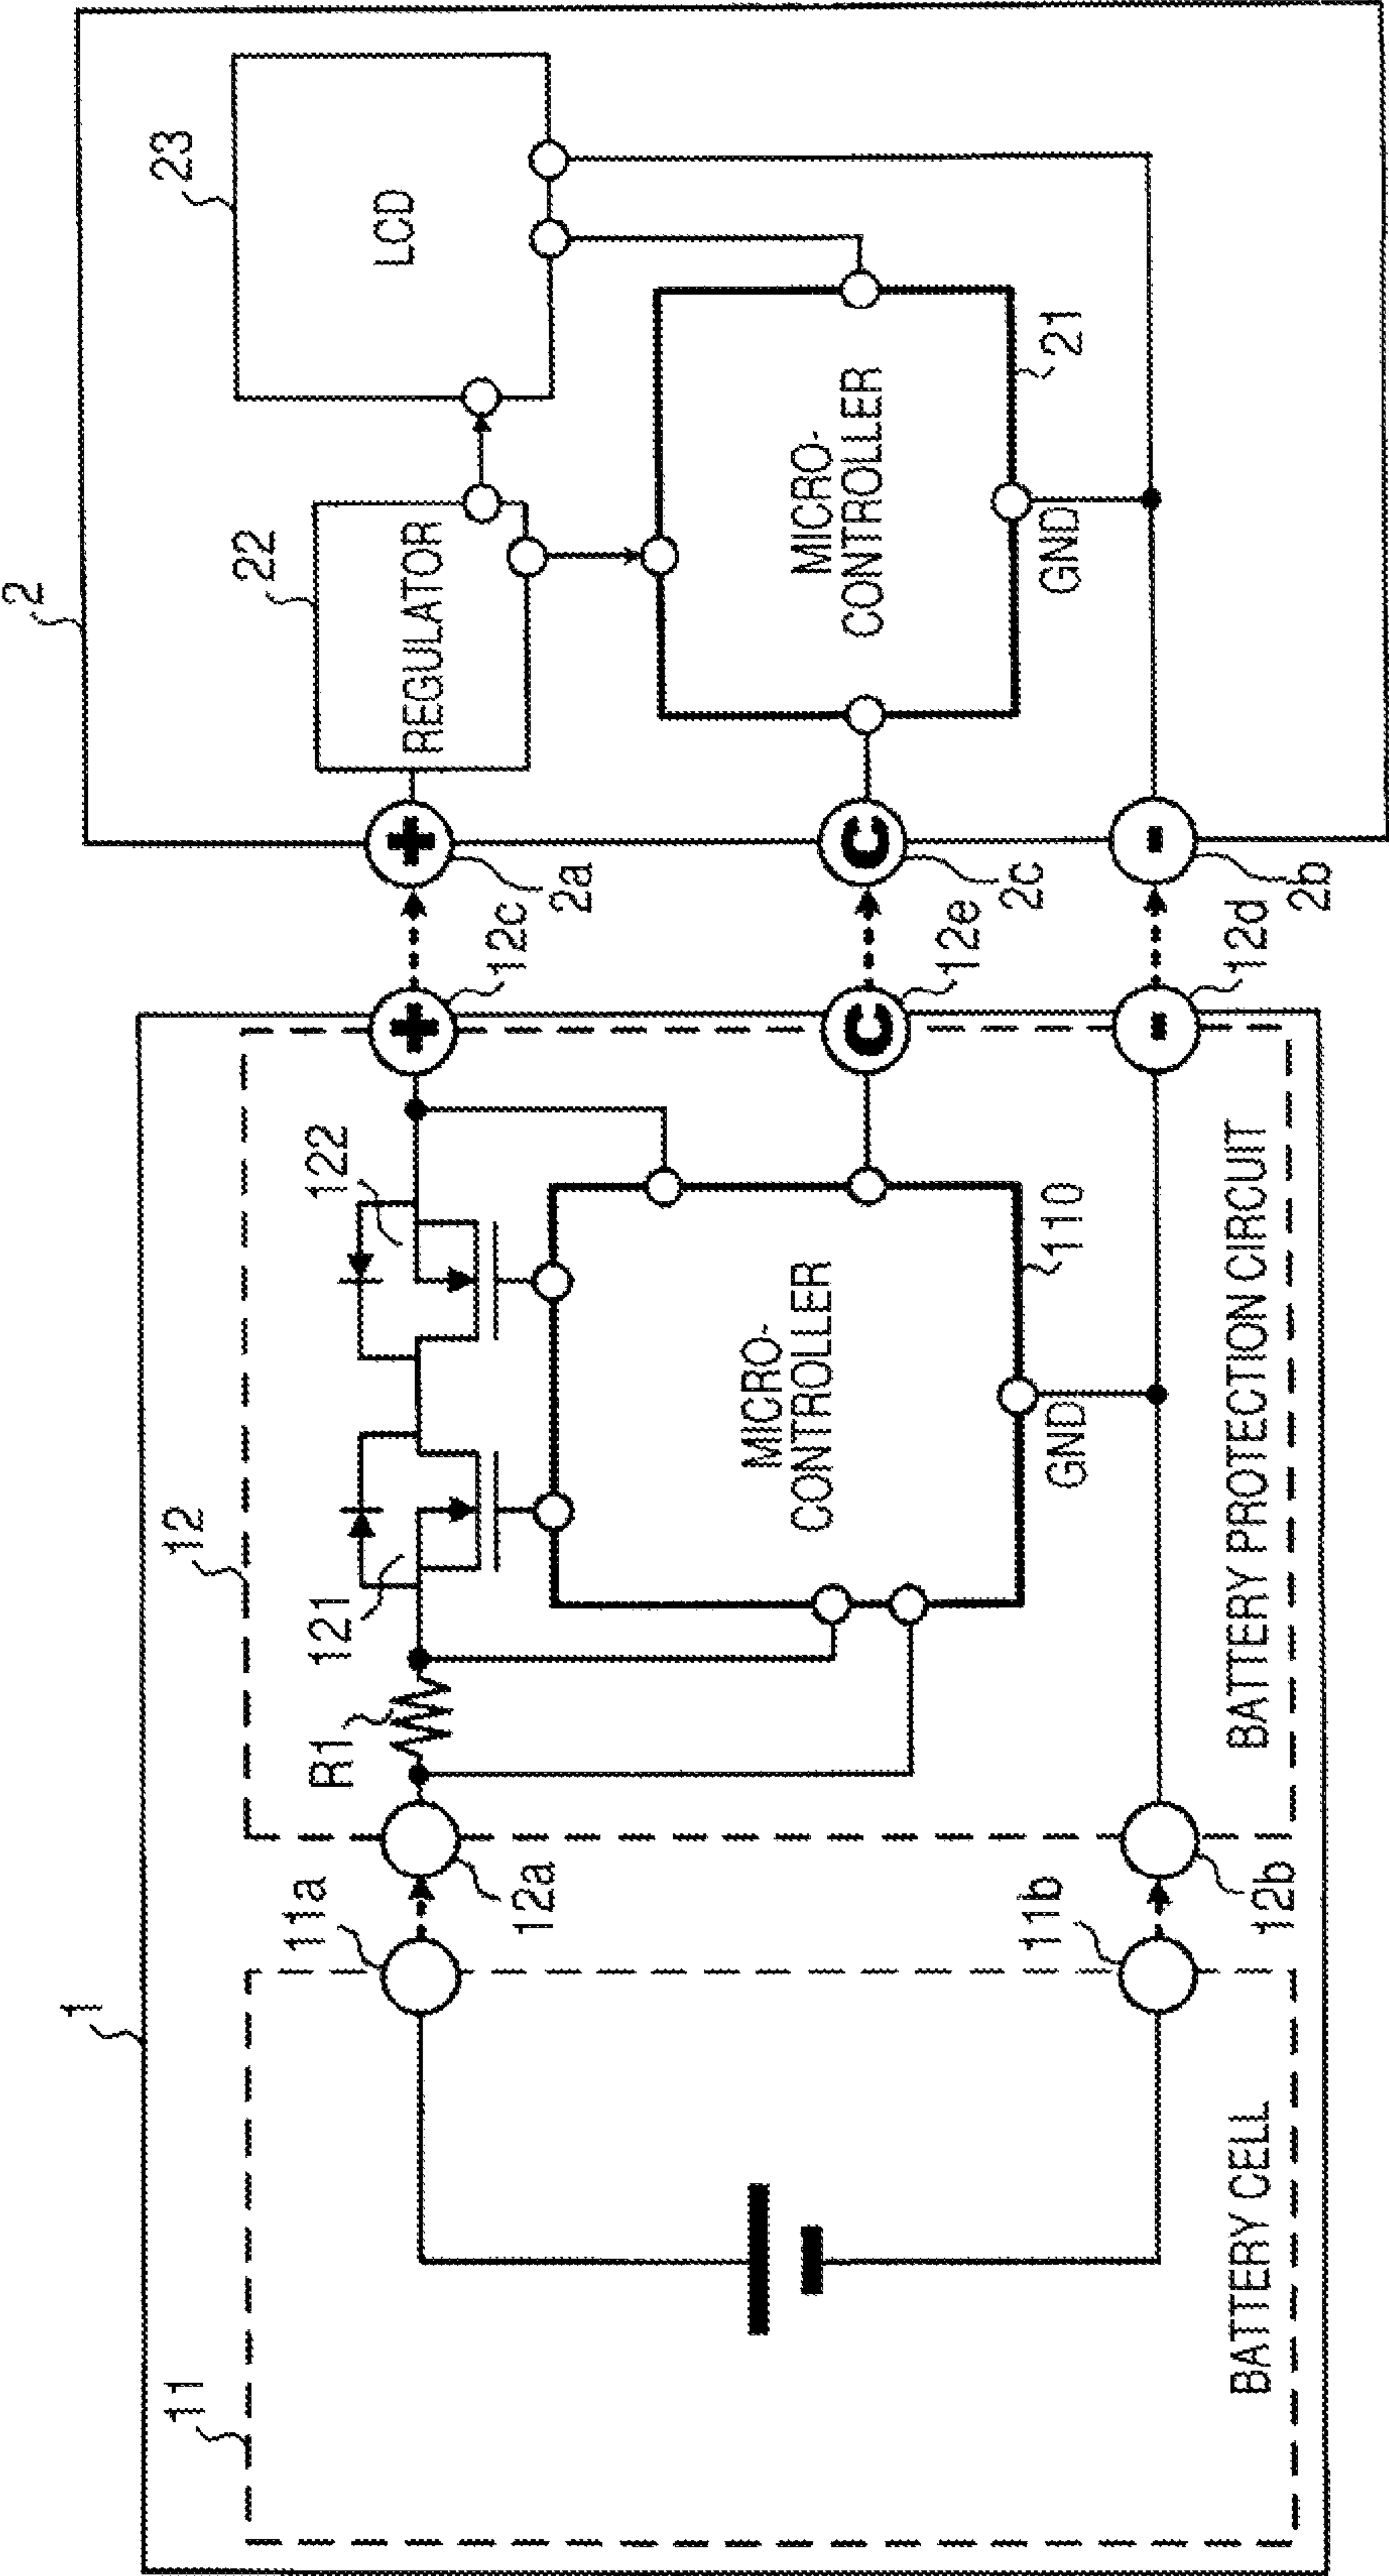 1
2
11
12
22
23
11a
12a
R1
121
122
12c
+
+
2a
REGULATOR
LCD
MICRO-
CONTROLLER
110
GND
C
12e
C
2c
MICRO-
CONTROLLER
21
GND
11b
12b
-
12d
-
2b
BATTERY CELL
BATTERY PROTECTION CIRCUIT